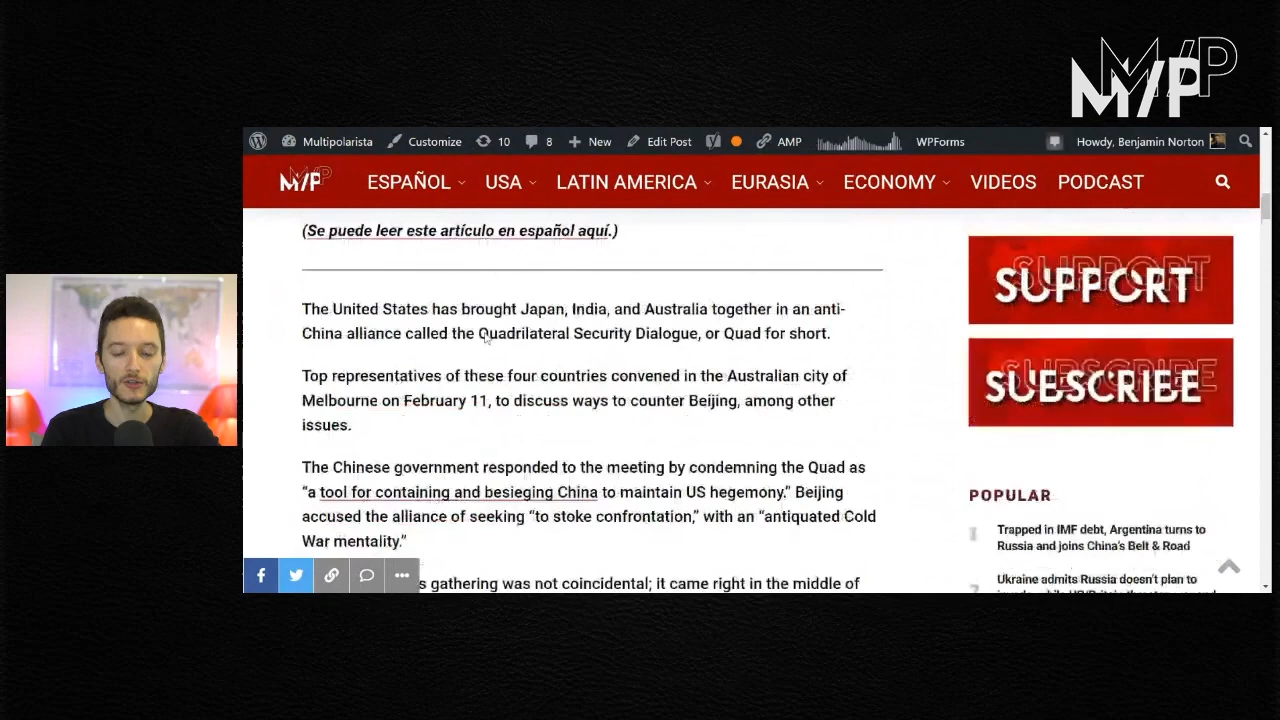 M/P
Multipolarista Customize 10 8 New Edit Post AMP WPForms Howdy, Benjamin Norton
M/P ESPAÑOL USA LATIN AMERICA EURASIA ECONOMY VIDEOS PODCAST
(Se puede leer este artículo en español aquí.)
The United States has brought Japan, India, and Australia together in an anti-
China alliance called the Quadrilateral Security Dialogue, or Quad for short.
Top representatives of these four countries convened in the Australian city of
Melbourne on February 11, to discuss ways to counter Beijing, among other
issues.
The Chinese government responded to the meeting by condemning the Quad as
“a tool for containing and besieging China to maintain US hegemony.” Beijing
accused the alliance of seeking “to stoke confrontation,” with an “antiquated Cold
War mentality.”
gathering was not coincidental; it came right in the middle of
SUPPORT
SUBSCRIBE
POPULAR
1 Trapped in IMF debt, Argentina turns to
Russia and joins China’s Belt & Road
Ukraine admits Russia doesn’t plan to